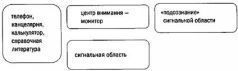 телефон,
канцелярия,
калькулятор,
справочная
литература
центр внимания –
монитор
«подсознание»
сигнальной области
сигнальная область